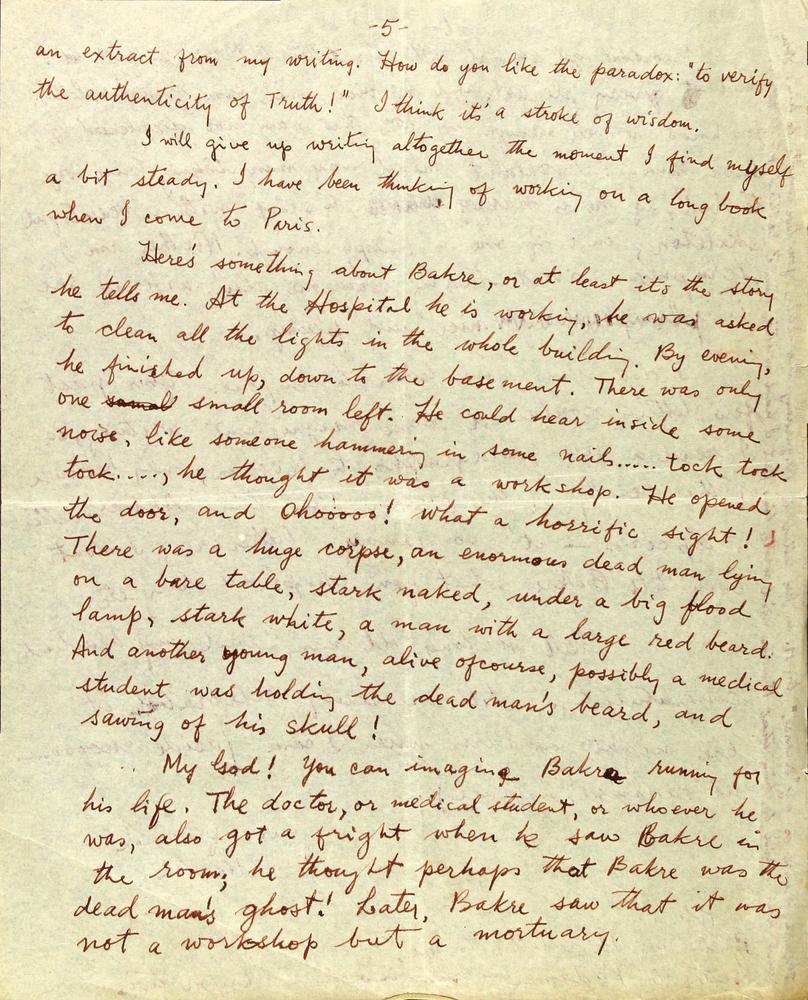 -5-
an extract from my writing. How do you like the paradox: "to verify
the authenticity of Truth!" I think it's a stroke of wisdom.
I will give up writing altogether the moment I find myself
a bit steady. I have been thinking of working on a long book
when I come to Paris.
Here's something about Bakre, or at least it's the story
he tells me. At the Hospital he is working, he was asked
to clean all the lights in the whole building. By evening,
he finished up, down to the basement. There was only
one samall small room left. He could hear inside some
noise, like someone hammering in some nails..... tock tock
tock...., he thought it was a workshop. He opened
the door, and Ohooooo! what a horrific sight!
There was a huge corpse, an enormous dead man lying
on a bare table, stark naked, under a big flood
lamp, stark white, a man with a large red beard.
And another young man, alive ofcourse, possibly a medical
student was holding the dead man's beard, and
sawing of his skull!
My God! You can imagine Bakre running for
his life. The doctor, or medical student, or whoever he
was, also got a fright when he saw Bakre in
the room; he thought perhaps that Bakre was the
dead man's ghost! Later, Bakre saw that it was
not a workshop but a mortuary.